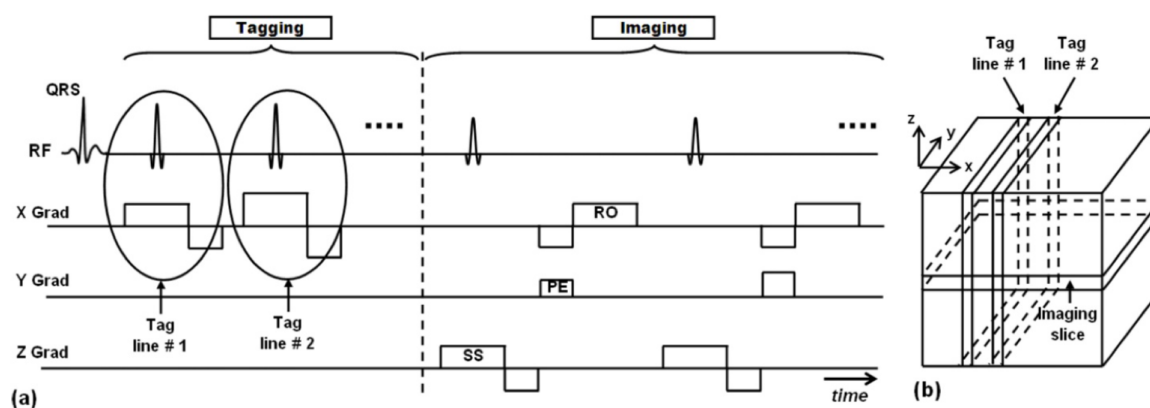 Tagging
Imaging
QRS
RF
X Grad
RO
Y Grad
PE
Tag
line # 1
Tag
line # 2
Z Grad
SS
time
(a)
Tag
line # 1
Tag
line # 2
z
y
x
Imaging
slice
(b)